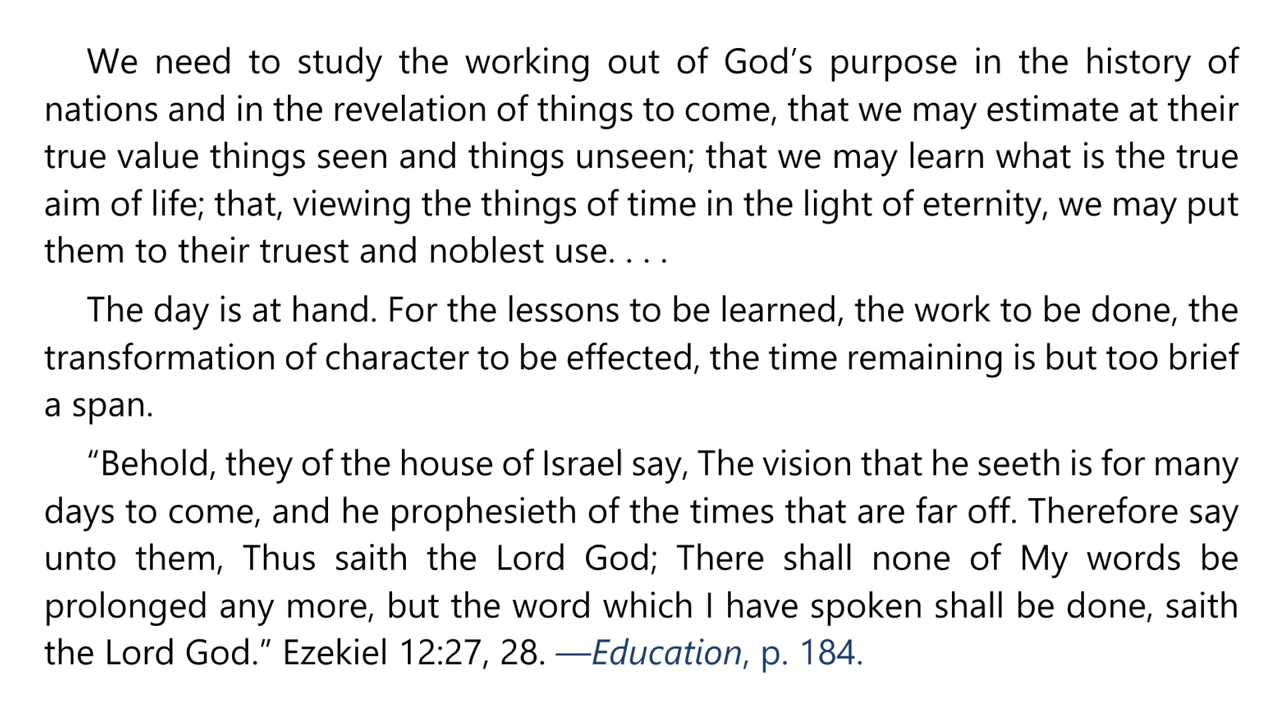 We need to study the working out of God’s purpose in the history of
nations and in the revelation of things to come, that we may estimate at their
true value things seen and things unseen; that we may learn what is the true
aim of life; that, viewing the things of time in the light of eternity, we may put
them to their truest and noblest use. . . .
The day is at hand. For the lessons to be learned, the work to be done, the
transformation of character to be effected, the time remaining is but too brief
a span.
“Behold, they of the house of Israel say, The vision that he seeth is for many
days to come, and he prophesieth of the times that are far off. Therefore say
unto them, Thus saith the Lord God; There shall none of My words be
prolonged any more, but the word which I have spoken shall be done, saith
the Lord God.” Ezekiel 12:27, 28. —Education, p. 184.